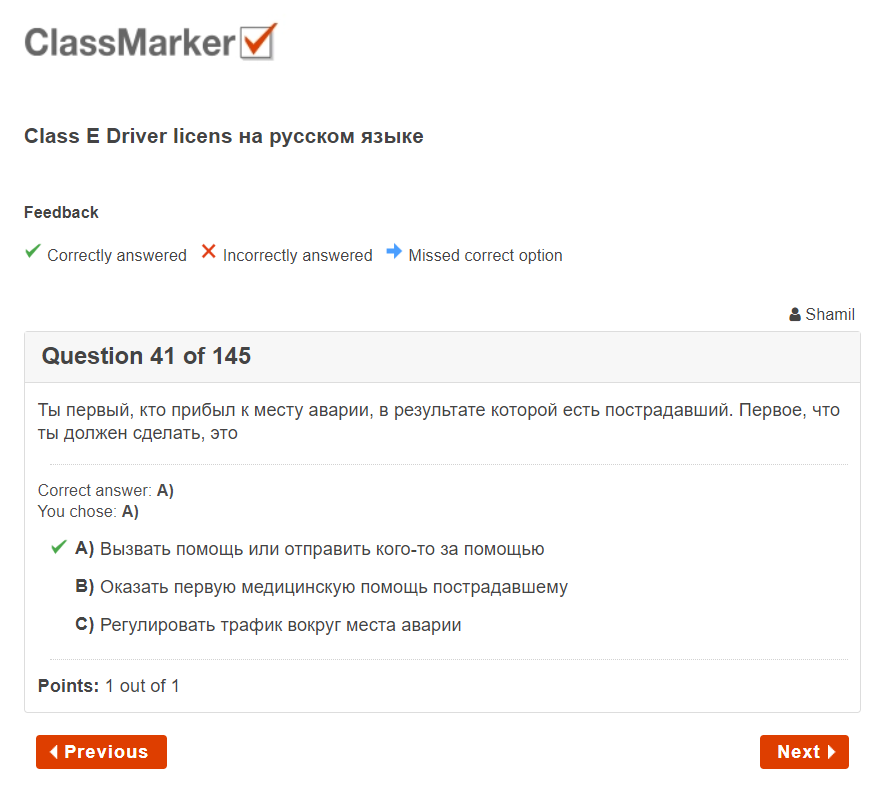 ClassMarker
Class E Driver licens на русском языке
Feedback
Correctly answered Incorrectly answered Missed correct option
Shamil
Question 41 of 145
Ты первый, кто прибыл к месту аварии, в результате которой есть пострадавший. Первое, что
ты должен сделать, это
Correct answer: A)
You chose: A)
A) Вызвать помощь или отправить кого-то за помощью
B) Оказать первую медицинскую помощь пострадавшему
C) Регулировать трафик вокруг места аварии
Points: 1 out of 1
Previous Next